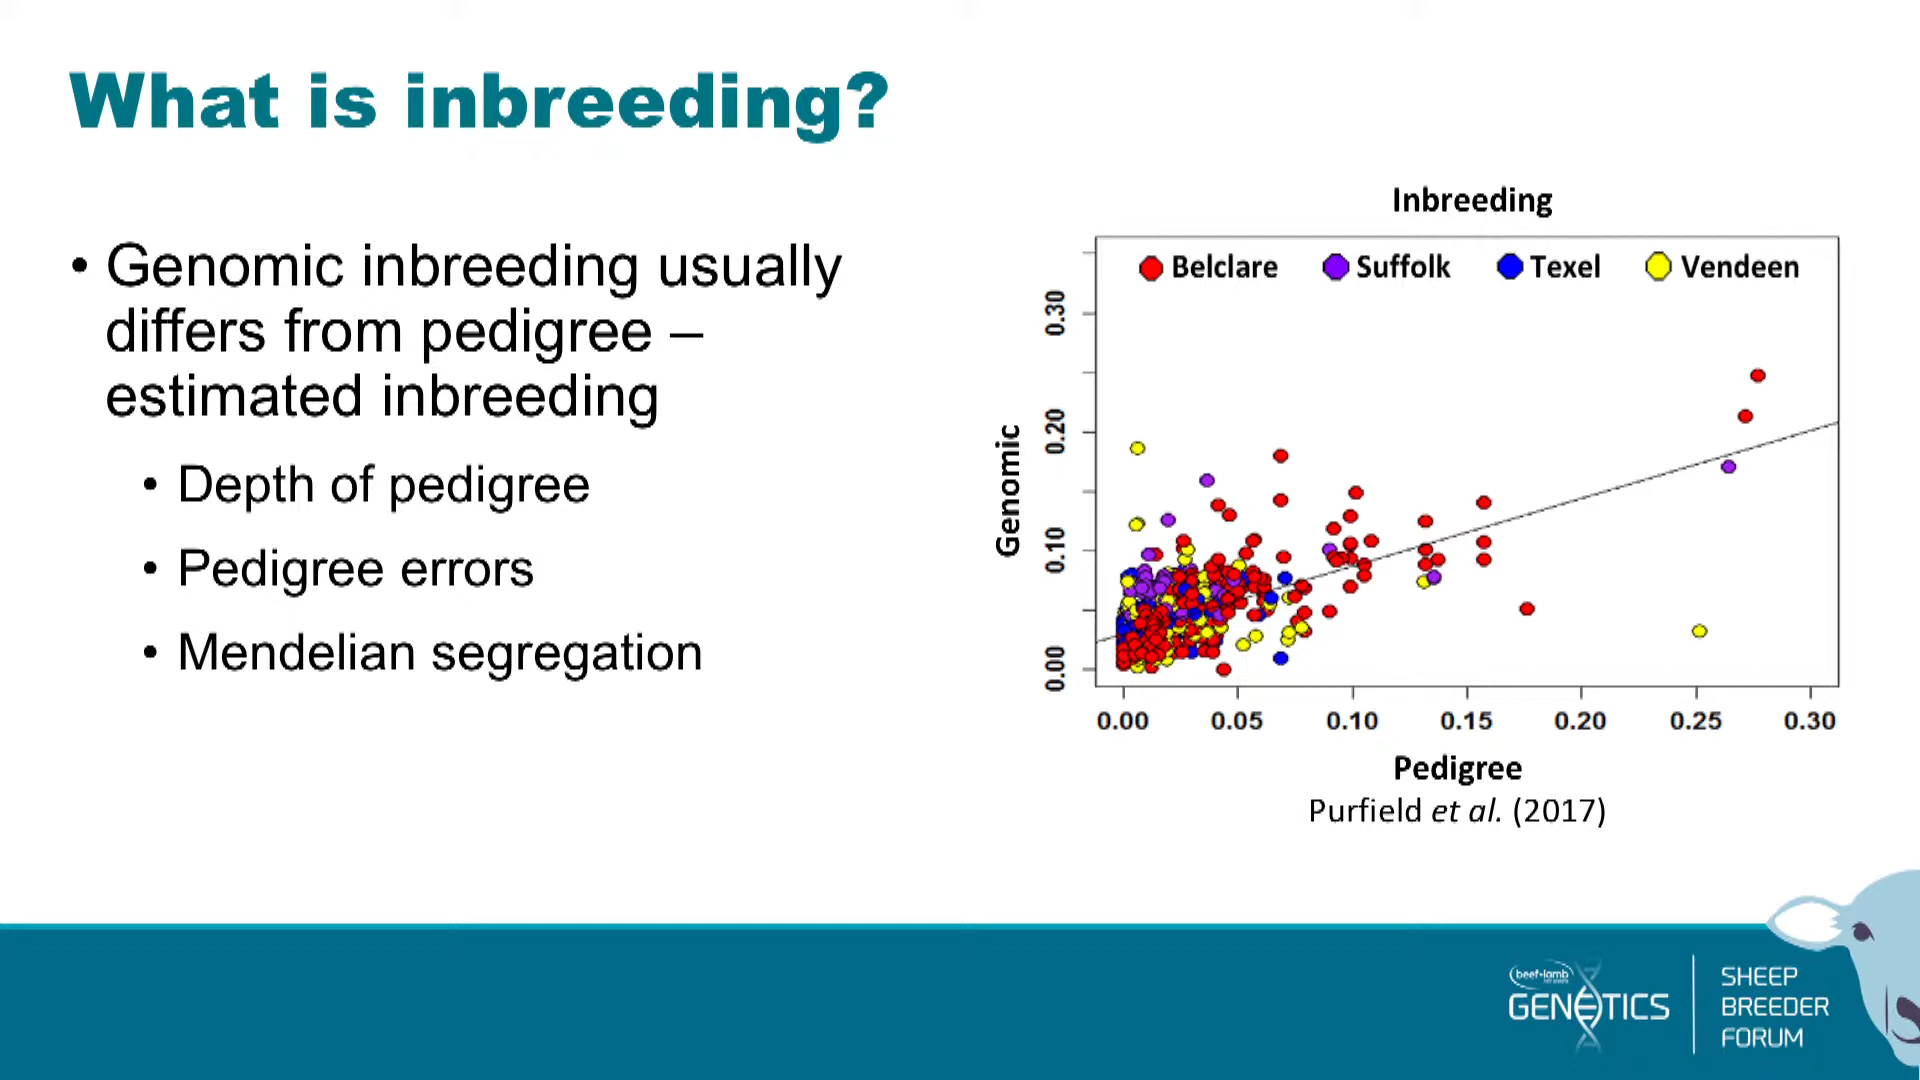 What is inbreeding?
• Genomic inbreeding usually
differs from pedigree –
estimated inbreeding
• Depth of pedigree
• Pedigree errors
• Mendelian segregation
Inbreeding
Belclare Suffolk Texel Vendeen
Genomic
0.30
0.20
0.10
0.00
0.00 0.05 0.10 0.15 0.20 0.25 0.30
Pedigree
Purfield et al. (2017)
beef+lamb
GENETICS
SHEEP
BREEDER
FORUM